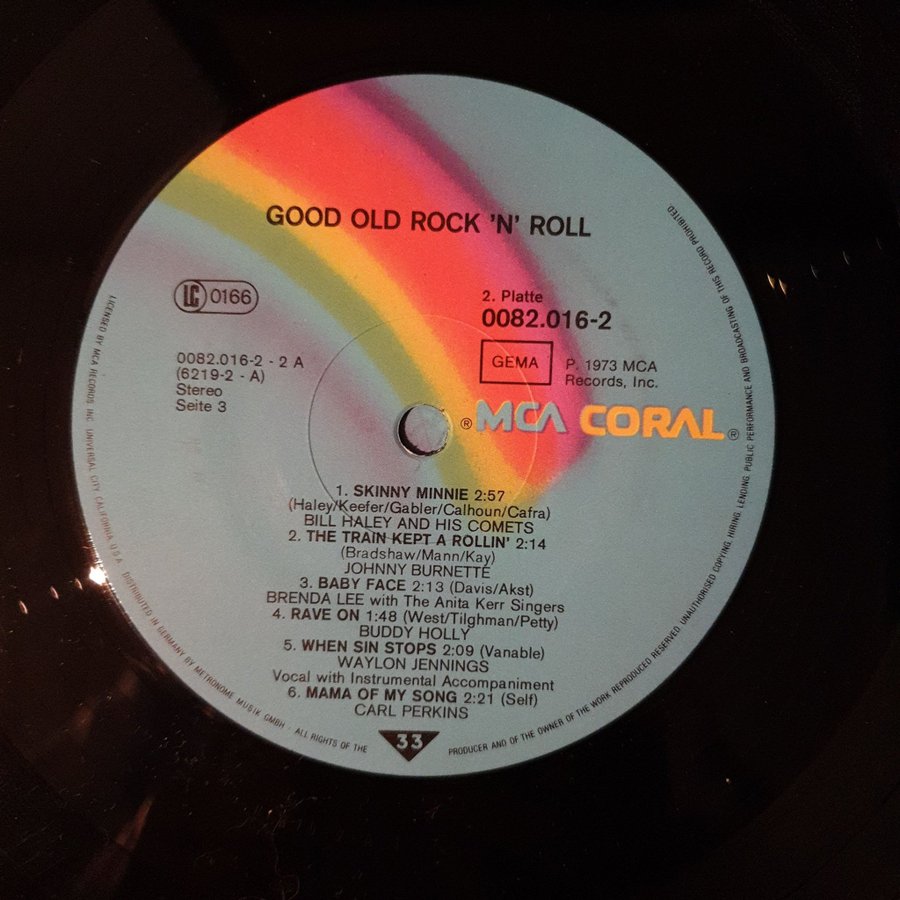 GOOD OLD ROCK 'N' ROLL
LC 0166
2. Platte
0082.016-2
GEMA
P. 1973 MCA
Records, Inc.
0082.016-2 - 2 A
(6219-2 - A)
Stereo
Seite 3
® MCA CORAL ®
1. SKINNY MINNIE 2:57
(Haley/Keefer/Gabler/Calhoun/Cafra)
BILL HALEY AND HIS COMETS
2. THE TRAIN KEPT A ROLLIN' 2:14
(Bradshaw/Mann/Kay)
JOHNNY BURNETTE
3. BABY FACE 2:13 (Davis/Akst)
BRENDA LEE with The Anita Kerr Singers
4. RAVE ON 1:48 (West/Tilghman/Petty)
BUDDY HOLLY
5. WHEN SIN STOPS 2:09 (Vanable)
WAYLON JENNINGS
Vocal with Instrumental Accompaniment
6. MAMA OF MY SONG 2:21 (Self)
CARL PERKINS
33
LICENSED BY MCA RECORDS INC. UNIVERSAL CITY CALIFORNIA U.S.A. DISTRIBUTED IN GERMANY BY METRONOME MUSIK GMBH · ALL RIGHTS OF THE PRODUCER AND OF THE OWNER OF THE WORK REPRODUCED RESERVED. UNAUTHORISED COPYING, HIRING, LENDING, PUBLIC PERFORMANCE AND BROADCASTING OF THIS RECORD PROHIBITED.